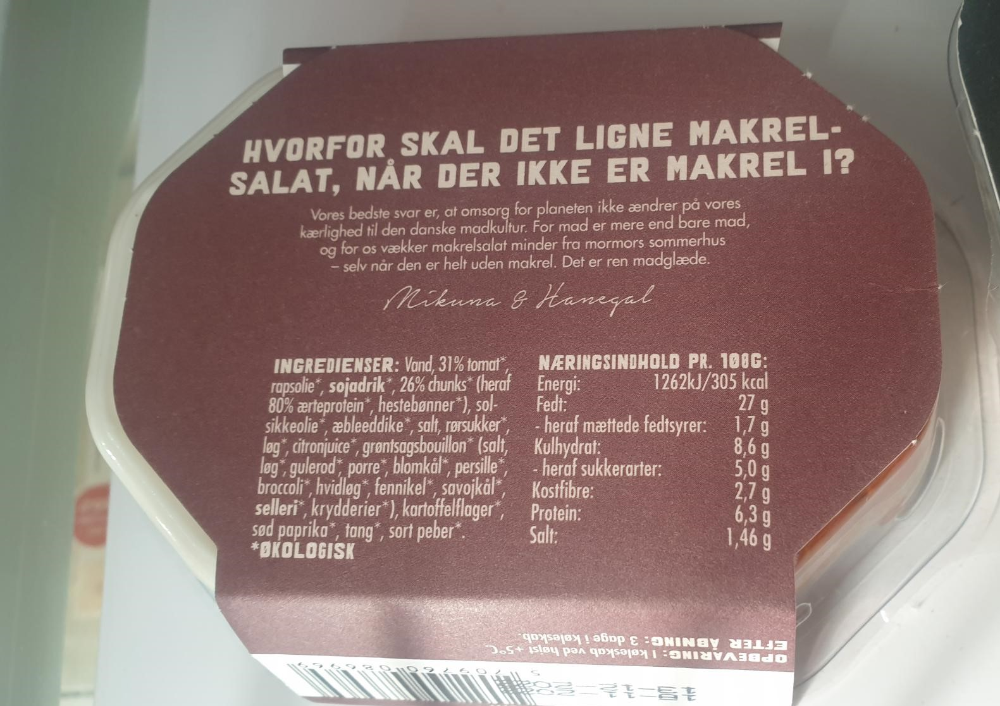 HVORFOR SKAL DET LIGNE MAKREL-
SALAT, NÅR DER IKKE ER MAKREL I?
Vores bedste svar er, at omsorg for planeten ikke ændrer på vores
kærlighed til den danske madkultur. For mad er mere end bare mad,
og for os vækker makrelsalat minder fra mormors sommerhus
– selv når den er helt uden makrel. Det er ren madglæde.
Mikuna & Hanegal
INGREDIENSER: Vand, 31% tomat*,
rapsolie*, sojadrik*, 26% chunks* (heraf
80% ærteprotein*, hestebønner*), sol-
sikkeolie*, æbleeddike*, salt, rørsukker*,
løg*, citronjuice*, grøntsagsbouillon* (salt,
løg*, gulerod*, porre*, blomkål*, persille*,
broccoli*, hvidløg*, fennikel*, savojkål*,
selleri*, krydderier*), kartoffelflager*,
sød paprika*, tang*, sort peber*.
*ØKOLOGISK
NÆRINGSINDHOLD PR. 100G:
Energi: 1262kJ/305 kcal
Fedt: 27 g
- heraf mættede fedtsyrer: 1,7 g
Kulhydrat: 8,6 g
- heraf sukkerarter: 5,0 g
Kostfibre: 2,7 g
Protein: 6,3 g
Salt: 1,46 g
OPBEVARING: I køleskab ved højst +5°C.
EFTER ÅBNING: 3 dage i køleskab.